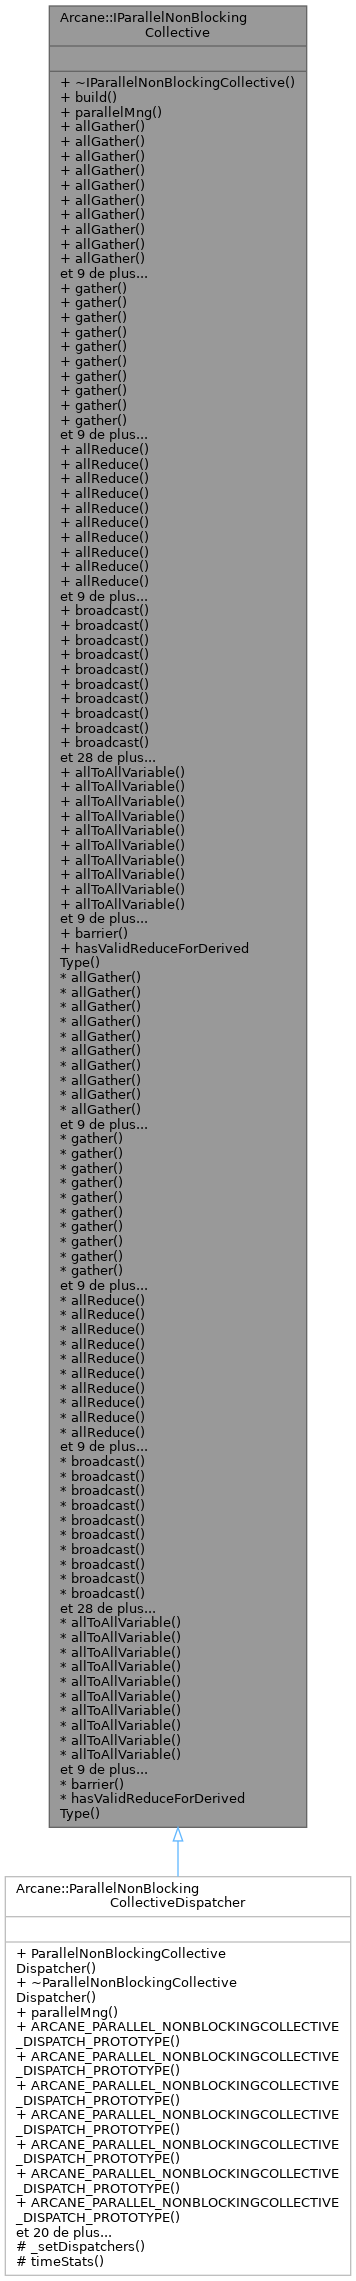 Arcane::IParallelNonBlocking
Collective
+ ~IParallelNonBlockingCollective()
+ build()
+ parallelMng()
+ allGather()
+ allGather()
+ allGather()
+ allGather()
+ allGather()
+ allGather()
+ allGather()
+ allGather()
+ allGather()
+ allGather()
et 9 de plus...
+ gather()
+ gather()
+ gather()
+ gather()
+ gather()
+ gather()
+ gather()
+ gather()
+ gather()
+ gather()
et 9 de plus...
+ allReduce()
+ allReduce()
+ allReduce()
+ allReduce()
+ allReduce()
+ allReduce()
+ allReduce()
+ allReduce()
+ allReduce()
+ allReduce()
et 9 de plus...
+ broadcast()
+ broadcast()
+ broadcast()
+ broadcast()
+ broadcast()
+ broadcast()
+ broadcast()
+ broadcast()
+ broadcast()
+ broadcast()
et 28 de plus...
+ allToAllVariable()
+ allToAllVariable()
+ allToAllVariable()
+ allToAllVariable()
+ allToAllVariable()
+ allToAllVariable()
+ allToAllVariable()
+ allToAllVariable()
+ allToAllVariable()
+ allToAllVariable()
et 9 de plus...
+ barrier()
+ hasValidReduceForDerived
Type()
* allGather()
* allGather()
* allGather()
* allGather()
* allGather()
* allGather()
* allGather()
* allGather()
* allGather()
* allGather()
et 9 de plus...
* gather()
* gather()
* gather()
* gather()
* gather()
* gather()
* gather()
* gather()
* gather()
* gather()
et 9 de plus...
* allReduce()
* allReduce()
* allReduce()
* allReduce()
* allReduce()
* allReduce()
* allReduce()
* allReduce()
* allReduce()
* allReduce()
et 9 de plus...
* broadcast()
* broadcast()
* broadcast()
* broadcast()
* broadcast()
* broadcast()
* broadcast()
* broadcast()
* broadcast()
* broadcast()
et 28 de plus...
* allToAllVariable()
* allToAllVariable()
* allToAllVariable()
* allToAllVariable()
* allToAllVariable()
* allToAllVariable()
* allToAllVariable()
* allToAllVariable()
* allToAllVariable()
* allToAllVariable()
et 9 de plus...
* barrier()
* hasValidReduceForDerived
Type()
Arcane::ParallelNonBlocking
CollectiveDispatcher
+ ParallelNonBlockingCollective
Dispatcher()
+ ~ParallelNonBlockingCollective
Dispatcher()
+ parallelMng()
+ ARCANE_PARALLEL_NONBLOCKINGCOLLECTIVE
_DISPATCH_PROTOTYPE()
+ ARCANE_PARALLEL_NONBLOCKINGCOLLECTIVE
_DISPATCH_PROTOTYPE()
+ ARCANE_PARALLEL_NONBLOCKINGCOLLECTIVE
_DISPATCH_PROTOTYPE()
+ ARCANE_PARALLEL_NONBLOCKINGCOLLECTIVE
_DISPATCH_PROTOTYPE()
+ ARCANE_PARALLEL_NONBLOCKINGCOLLECTIVE
_DISPATCH_PROTOTYPE()
+ ARCANE_PARALLEL_NONBLOCKINGCOLLECTIVE
_DISPATCH_PROTOTYPE()
+ ARCANE_PARALLEL_NONBLOCKINGCOLLECTIVE
_DISPATCH_PROTOTYPE()
et 20 de plus...
# _setDispatchers()
# timeStats()